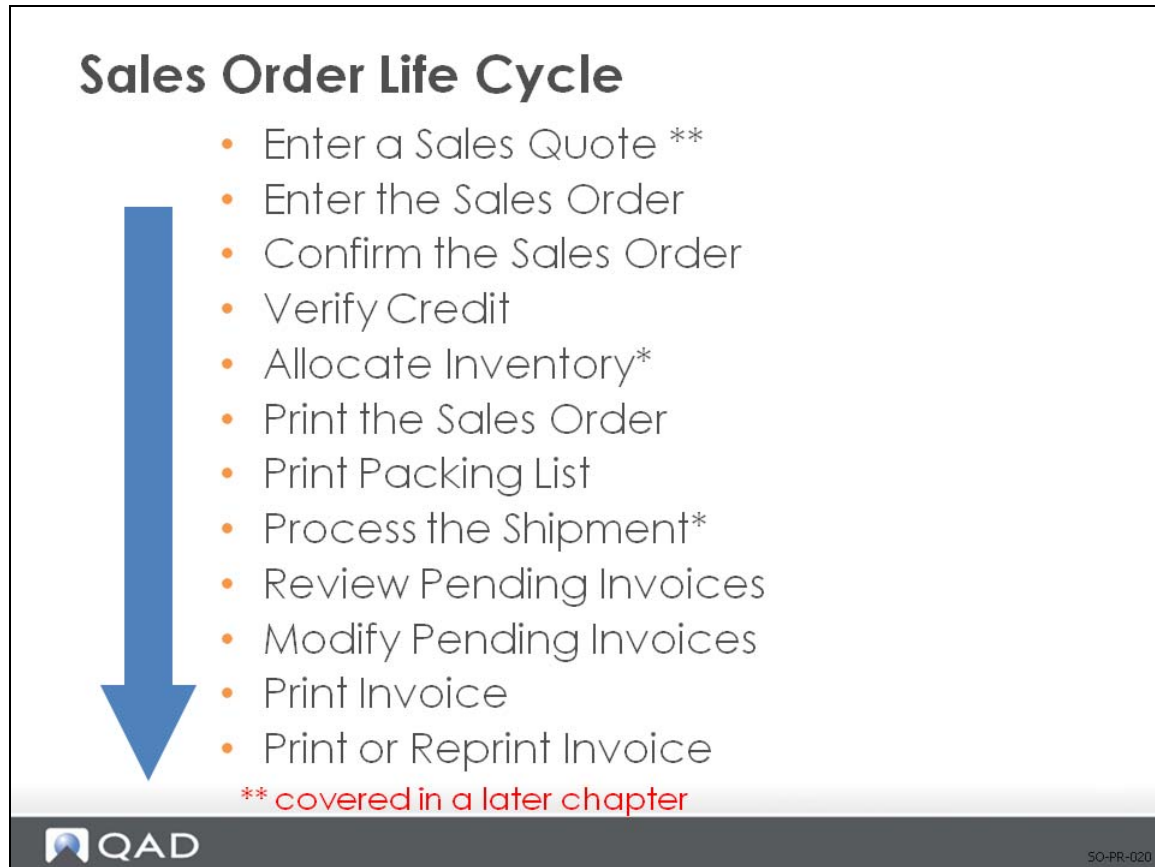 Sales Order Life Cycle
• Enter a Sales Quote **
• Enter the Sales Order
• Confirm the Sales Order
• Verify Credit
• Allocate Inventory*
• Print the Sales Order
• Print Packing List
• Process the Shipment*
• Review Pending Invoices
• Modify Pending Invoices
• Print Invoice
• Print or Reprint Invoice
** covered in a later chapter
QAD
SO-PR-020